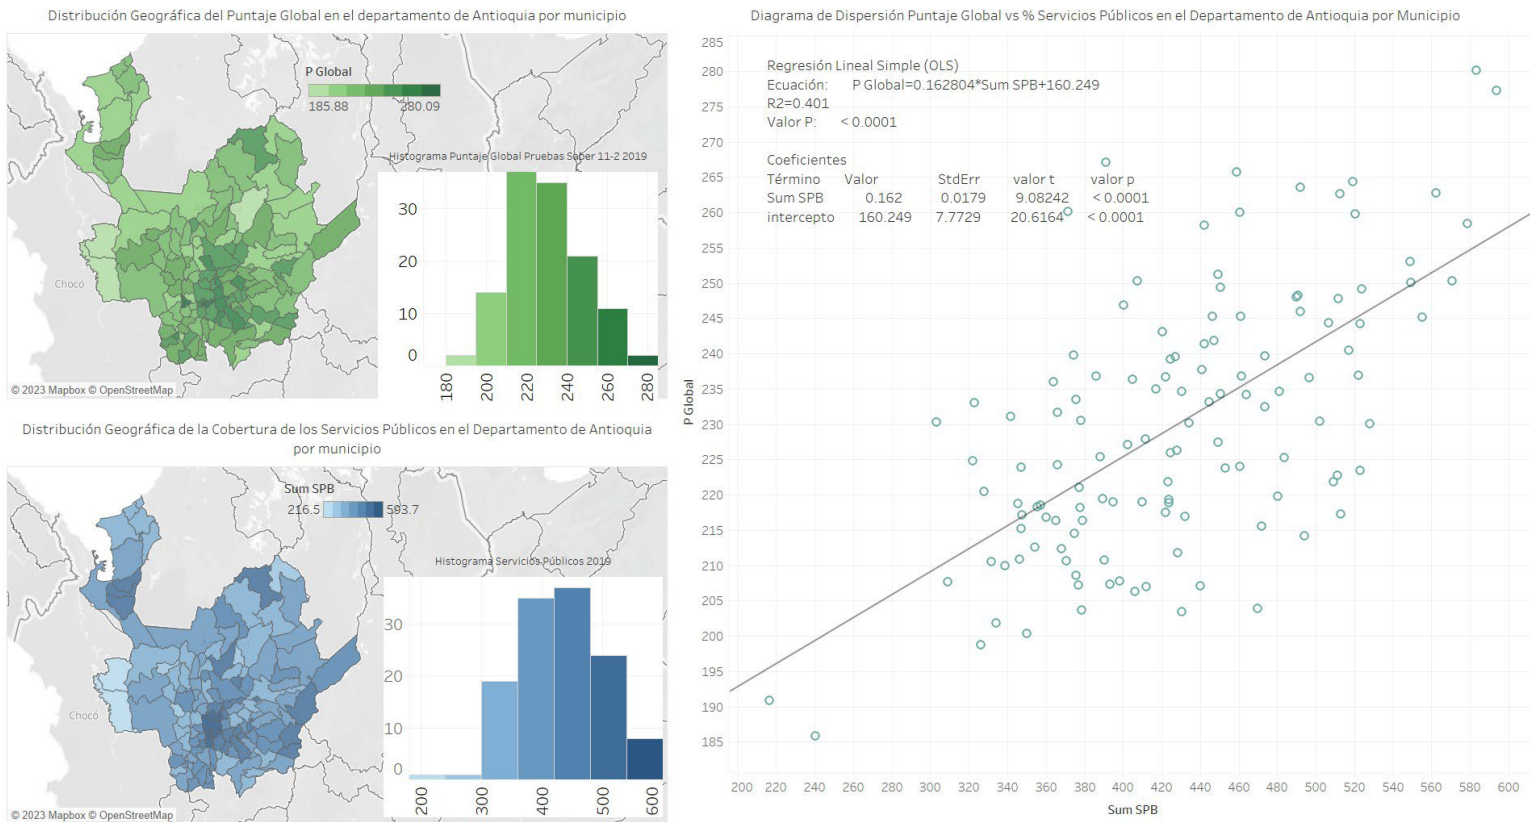 Distribución Geográfica del Puntaje Global en el departamento de Antioquia por municipio
P Global
185.88 280.09
Histograma Puntaje Global Pruebas Saber 11-2 2019
30
20
10
0
180 200 220 240 260 280
Chocó
© 2023 Mapbox © OpenStreetMap
Distribución Geográfica de la Cobertura de los Servicios Públicos en el Departamento de Antioquia
por municipio
Sum SPB
216.5 593.7
Histograma Servicios Públicos 2019
30
20
10
0
200 300 400 500 600
Chocó
© 2023 Mapbox © OpenStreetMap
Diagrama de Dispersión Puntaje Global vs % Servicios Públicos en el Departamento de Antioquia por Municipio
Regresión Lineal Simple (OLS)
Ecuación: P Global=0.162804*Sum SPB+160.249
R2=0.401
Valor P: < 0.0001
Coeficientes
Término Valor StdErr valor t valor p
Sum SPB 0.162 0.0179 9.08242 < 0.0001
intercepto 160.249 7.7729 20.6164 < 0.0001
P Global
285
280
275
270
265
260
255
250
245
240
235
230
225
220
215
210
205
200
195
190
185
200 220 240 260 280 300 320 340 360 380 400 420 440 460 480 500 520 540 560 580 600
Sum SPB